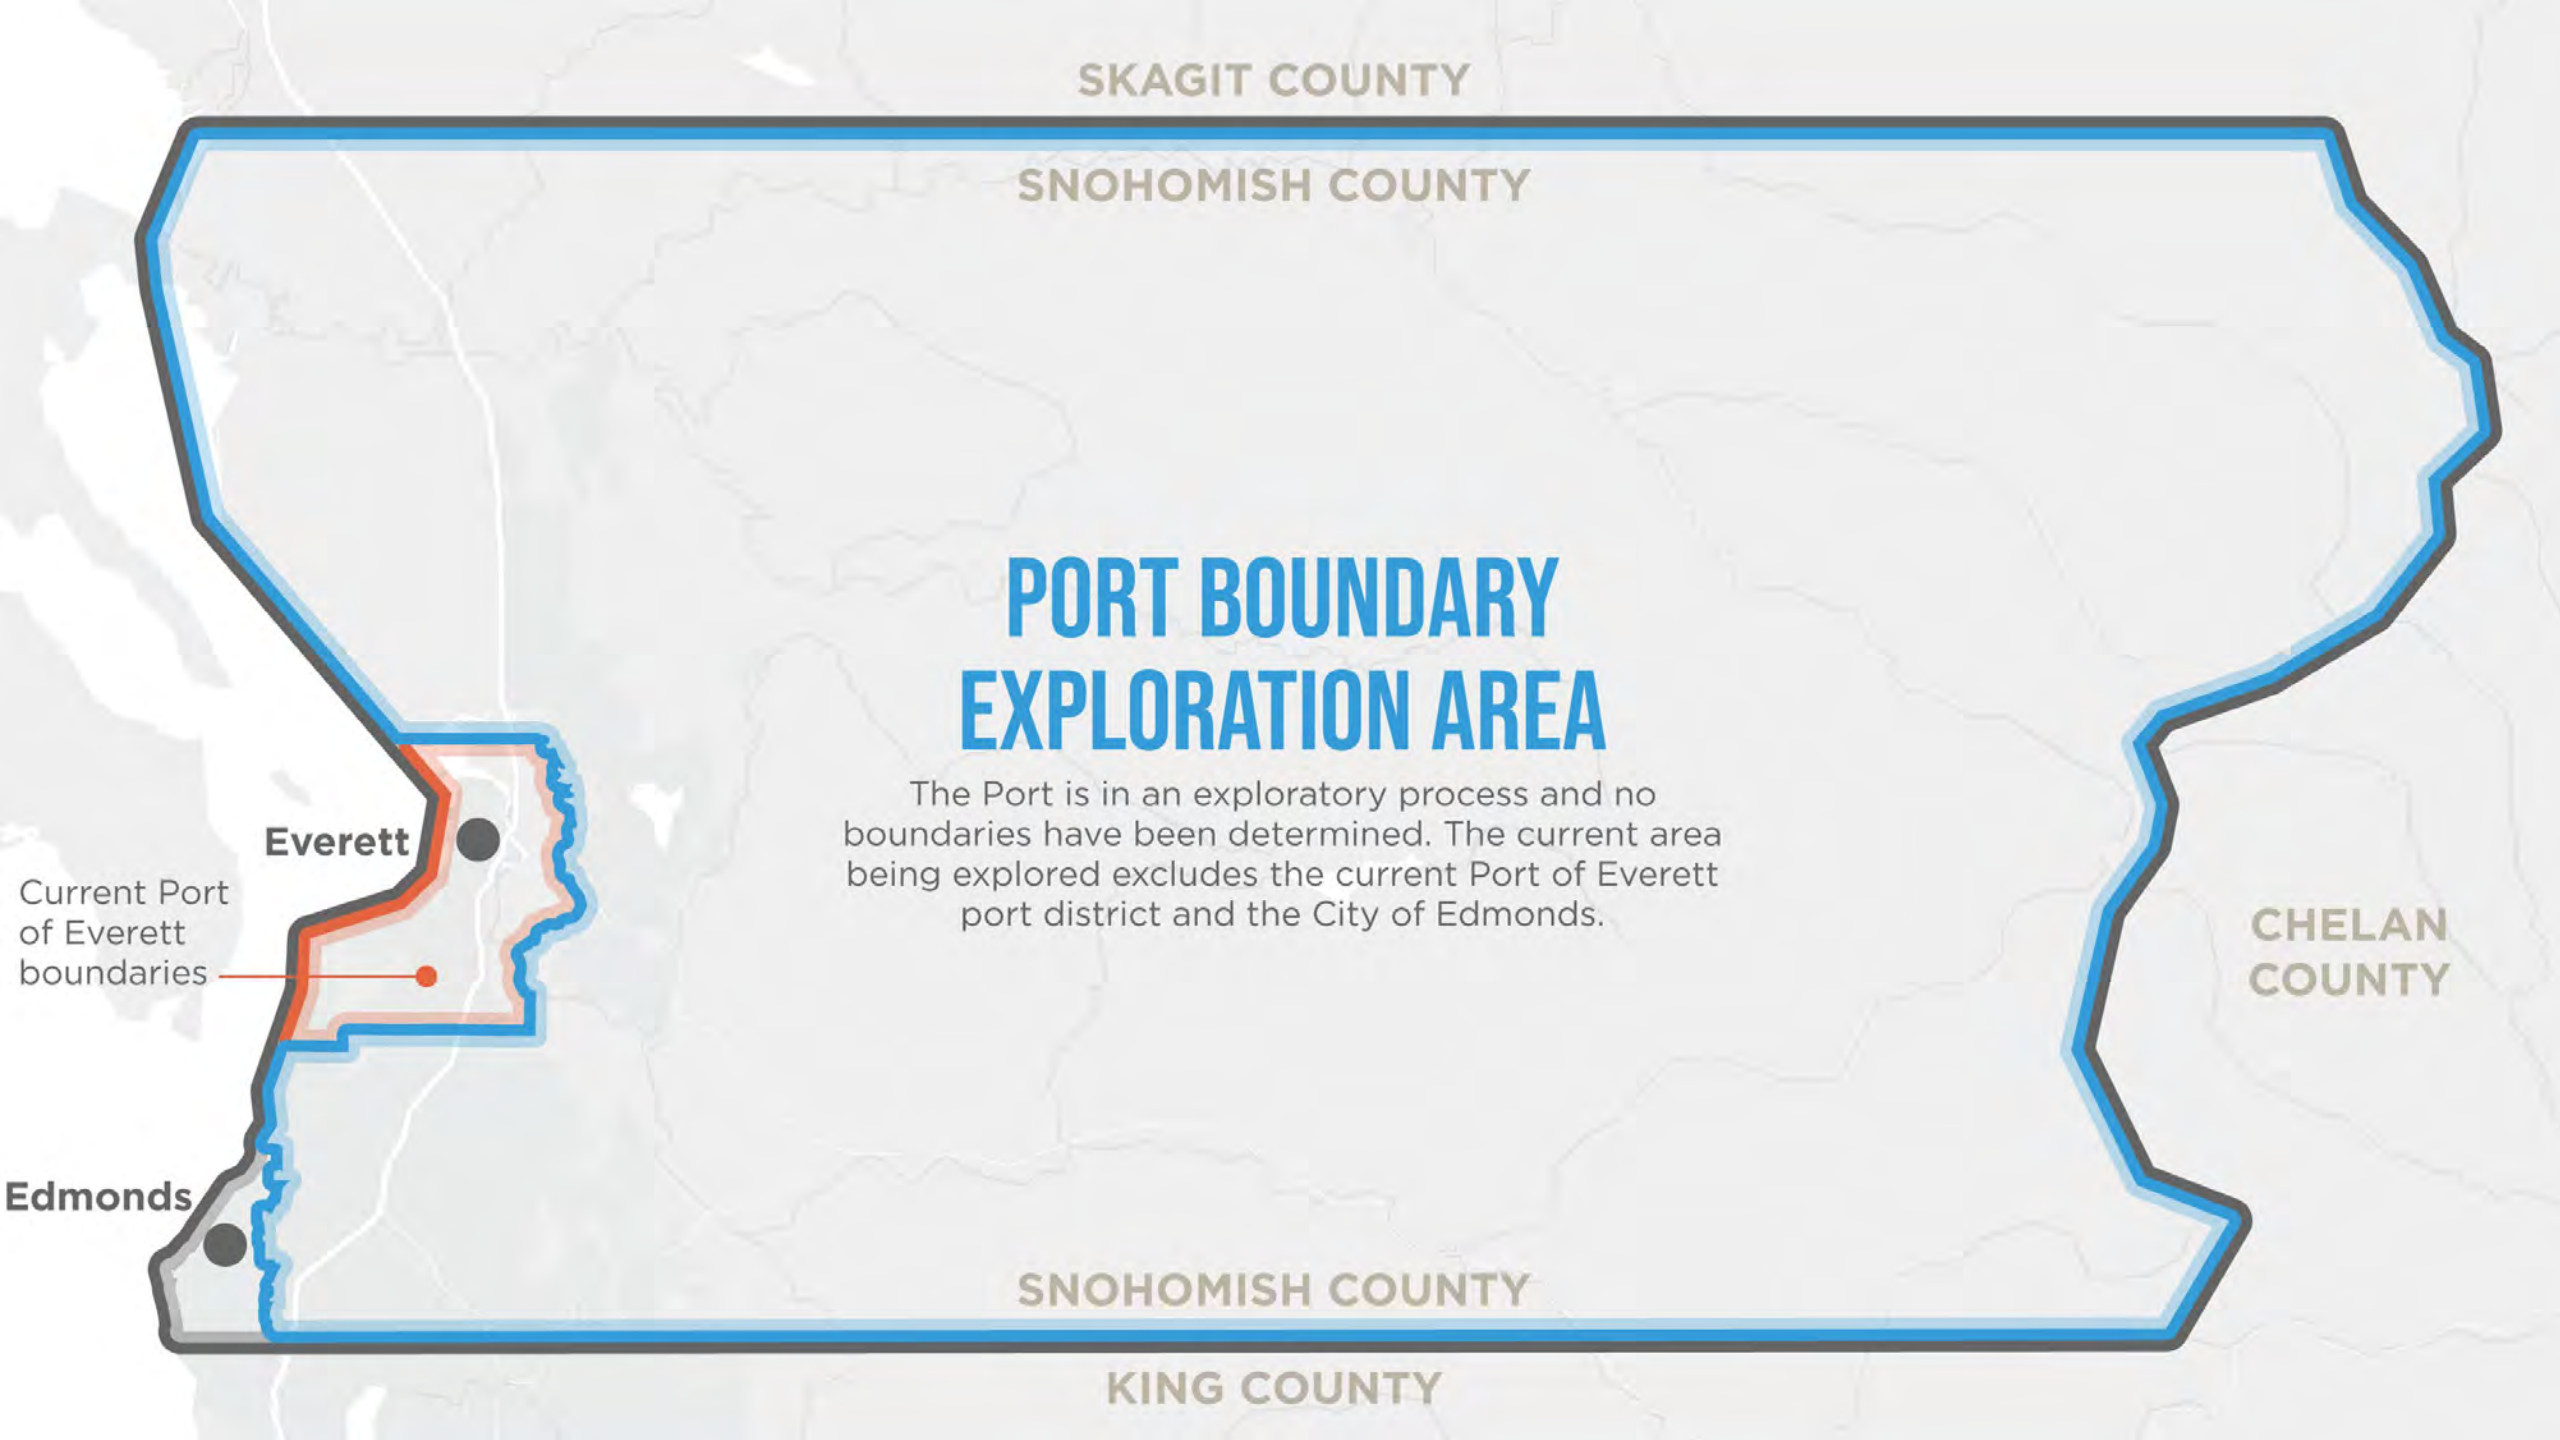 SKAGIT COUNTY
SNOHOMISH COUNTY
PORT BOUNDARY
EXPLORATION AREA
The Port is in an exploratory process and no
boundaries have been determined. The current area
being explored excludes the current Port of Everett
port district and the City of Edmonds.
Everett
Current Port
of Everett
boundaries
CHELAN
COUNTY
Edmonds
SNOHOMISH COUNTY
KING COUNTY